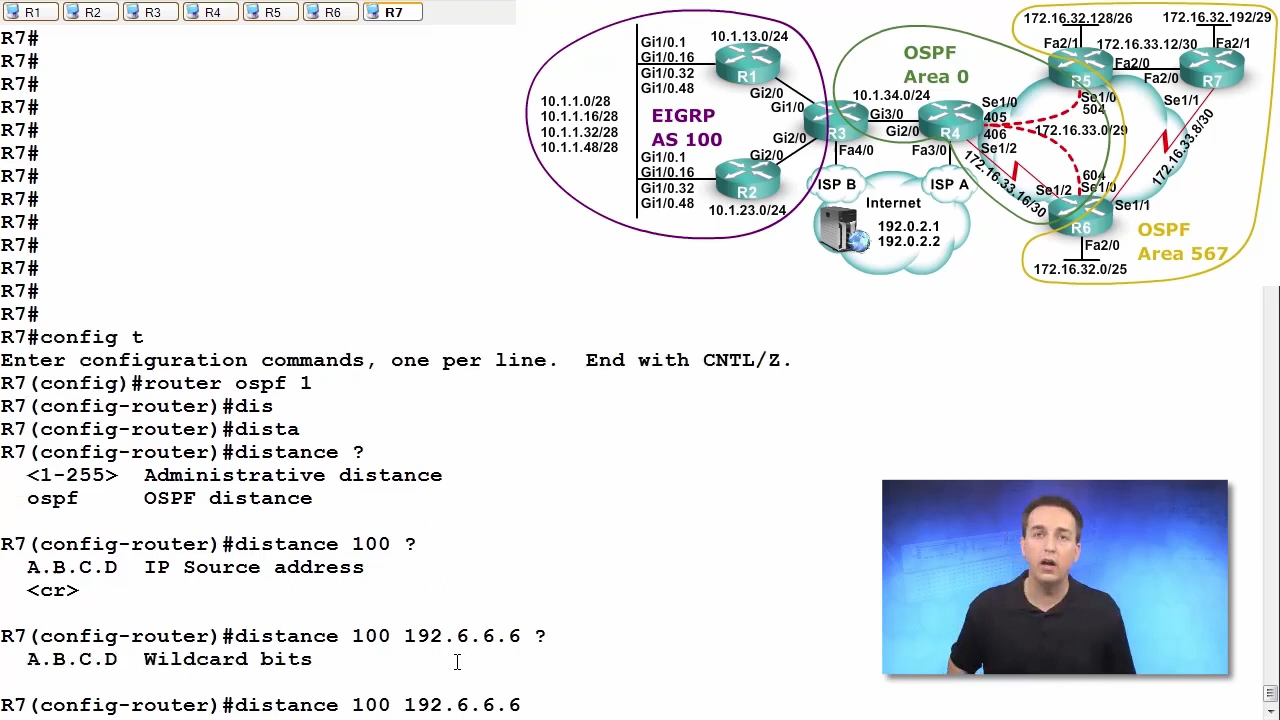 R1 R2 R3 R4 R5 R6 R7
R7#
R7#
R7#
R7#
R7#
R7#
R7#
R7#
R7#
R7#
R7#
R7#
R7#
R7#config t
Enter configuration commands, one per line.  End with CNTL/Z.
R7(config)#router ospf 1
R7(config-router)#dis
R7(config-router)#dista
R7(config-router)#distance ?
<1-255>  Administrative distance
ospf     OSPF distance
R7(config-router)#distance 100 ?
A.B.C.D  IP Source address
<cr>
R7(config-router)#distance 100 192.6.6.6 ?
A.B.C.D  Wildcard bits
R7(config-router)#distance 100 192.6.6.6
10.1.1.0/28
10.1.1.16/28
10.1.1.32/28
10.1.1.48/28
Gi1/0.1
Gi1/0.16
Gi1/0.32
Gi1/0.48
10.1.13.0/24
R1
Gi2/0
Gi1/0
EIGRP
AS 100
Gi2/0
Gi2/0
Gi1/0.1
Gi1/0.16
Gi1/0.32
Gi1/0.48
R2
10.1.23.0/24
OSPF
Area 0
10.1.34.0/24
R3
Gi3/0
Gi2/0
R4
Fa4/0
Fa3/0
Se1/0
405
406
Se1/2
ISP B
ISP A
Internet
192.0.2.1
192.0.2.2
172.16.32.128/26
172.16.32.192/29
Fa2/1
172.16.33.12/30
Fa2/1
R5
Fa2/0
Fa2/0
R7
Se1/0
504
Se1/1
172.16.33.0/29
172.16.33.8/30
172.16.33.16/30
604
Se1/2
Se1/0
Se1/1
R6
Fa2/0
172.16.32.0/25
OSPF
Area 567